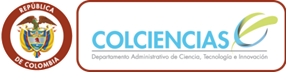 REPÚBLICA
DE COLOMBIA
COLCIENCIAS
Departamento Administrativo de Ciencia, Tecnología e Innovación